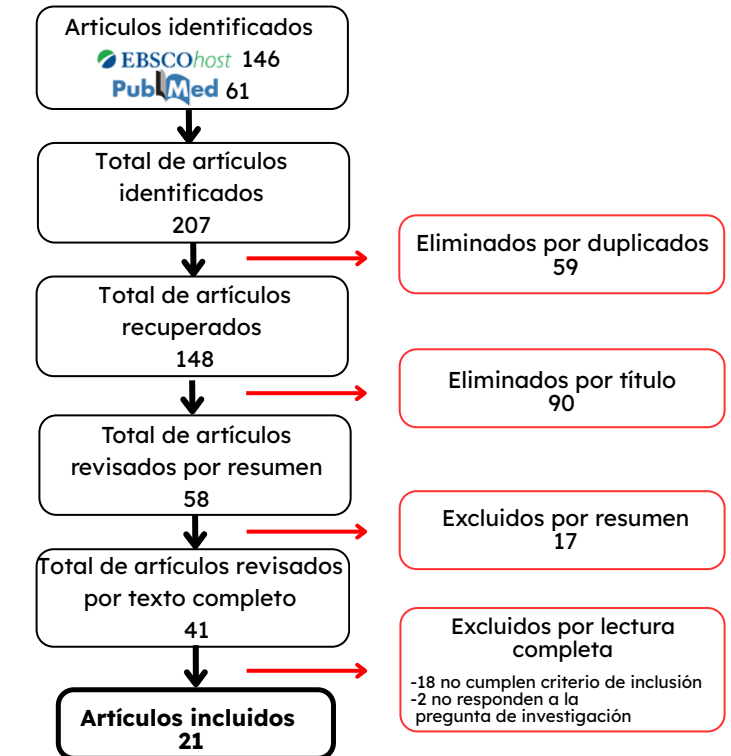 Articulos identificados
EBSCOhost 146
PubMed 61
Total de artículos
identificados
207
Eliminados por duplicados
59
Total de artículos
recuperados
148
Eliminados por título
90
Total de artículos
revisados por resumen
58
Excluidos por resumen
17
Total de artículos revisados
por texto completo
41
Excluidos por lectura
completa
-18 no cumplen criterio de inclusión
-2 no responden a la
pregunta de investigación
Artículos incluidos
21